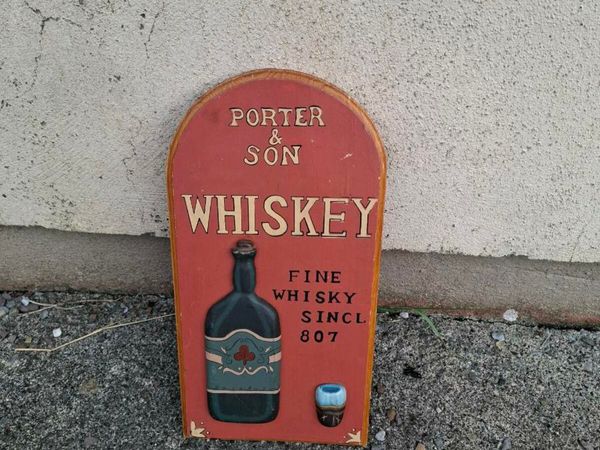 PORTER
&
SON
WHISKEY
FINE
WHISKY
SINCL
807